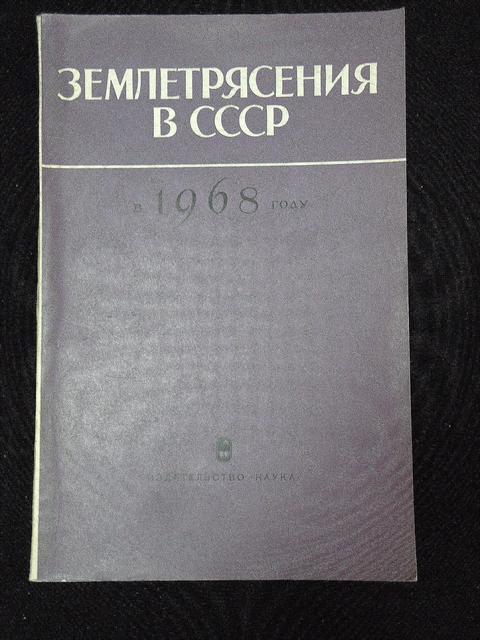 ЗЕМЛЕТРЯСЕНИЯ
В СССР
В 1968 ГОДУ
ИЗДАТЕЛЬСТВО «НАУКА»